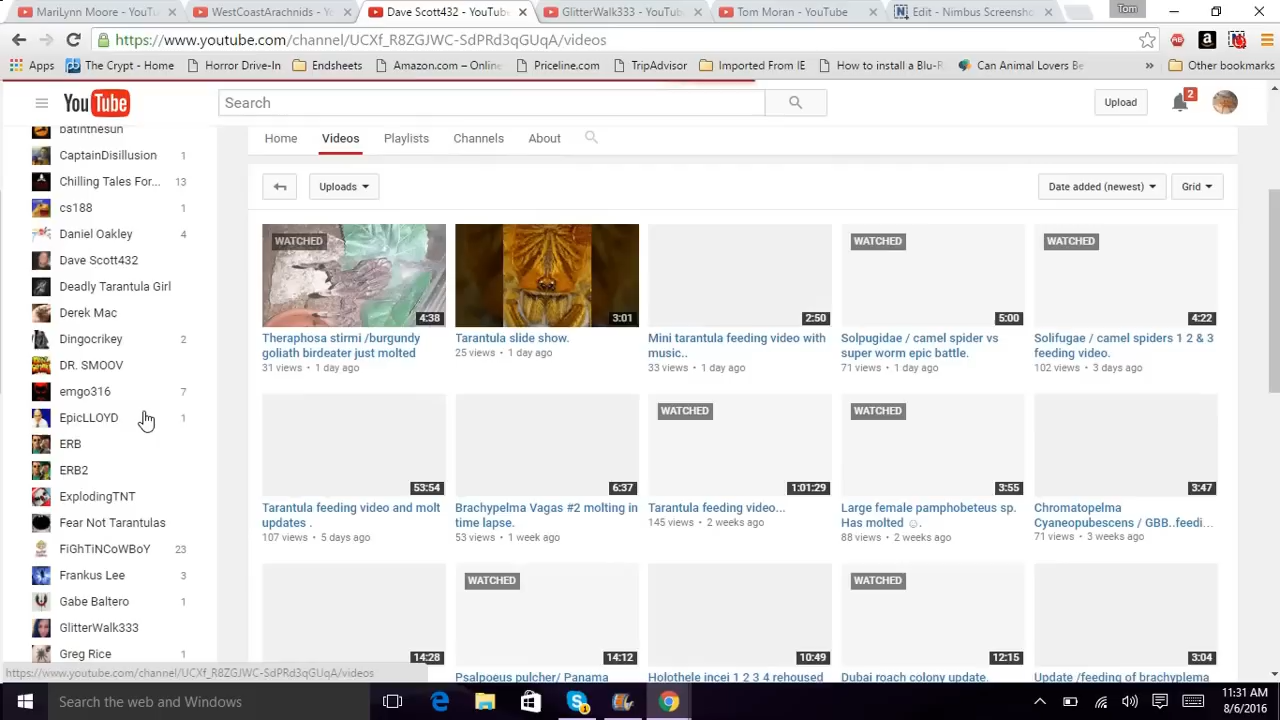 MariLynn Moore - YouTu
WestCoastArachnids - Yo
Dave Scott432 - YouTube
GlitterWalk333 - YouTube
Tom Moran - YouTube
Edit - Nimbus Screensho
Tom
https://www.youtube.com/channel/UCXf_R8ZGJWC-SdPRd3qGUqA/videos
Apps
The Crypt - Home
Horror Drive-In
Endsheets
Amazon.com – Online
Priceline.com
TripAdvisor
Imported From IE
How to install a Blu-R
Can Animal Lovers Be
»
Other bookmarks
YouTube
Search
Upload
2
batinthesun
CaptainDisillusion 1
Chilling Tales For... 13
cs188 1
Daniel Oakley 4
Dave Scott432
Deadly Tarantula Girl
Derek Mac
Dingocrikey 2
DR. SMOOV
emgo316 7
EpicLLOYD 1
ERB
ERB2
ExplodingTNT
Fear Not Tarantulas
FiGhTiNCoWBoY 23
Frankus Lee 3
Gabe Baltero 1
GlitterWalk333
Greg Rice 1
Home Videos Playlists Channels About
Uploads
Date added (newest)
Grid
WATCHED
4:38
Theraphosa stirmi /burgundy
goliath birdeater just molted
31 views • 1 day ago
3:01
Tarantula slide show.
25 views • 1 day ago
2:50
Mini tarantula feeding video with
music..
33 views • 1 day ago
WATCHED
5:00
Solpugidae / camel spider vs
super worm epic battle.
71 views • 1 day ago
WATCHED
4:22
Solifugae / camel spiders 1 2 & 3
feeding video.
102 views • 3 days ago
53:54
Tarantula feeding video and molt
updates .
107 views • 5 days ago
6:37
Brachypelma Vagas #2 molting in
time lapse.
53 views • 1 week ago
WATCHED
1:01:29
Tarantula feeding video...
145 views • 2 weeks ago
WATCHED
3:55
Large female pamphobeteus sp.
Has molted ☺.
88 views • 2 weeks ago
3:47
Chromatopelma
Cyaneopubescens / GBB..feedi...
71 views • 3 weeks ago
14:28
WATCHED
14:12
Psalpoeus pulcher/ Panama
10:49
Holothele incei 1 2 3 4 rehoused
WATCHED
12:15
Dubai roach colony update.
3:04
Update /feeding of brachyplema
https://www.youtube.com/channel/UCXf_R8ZGJWC-SdPRd3qGUqA/videos
Search the web and Windows
11:31 AM
8/6/2016